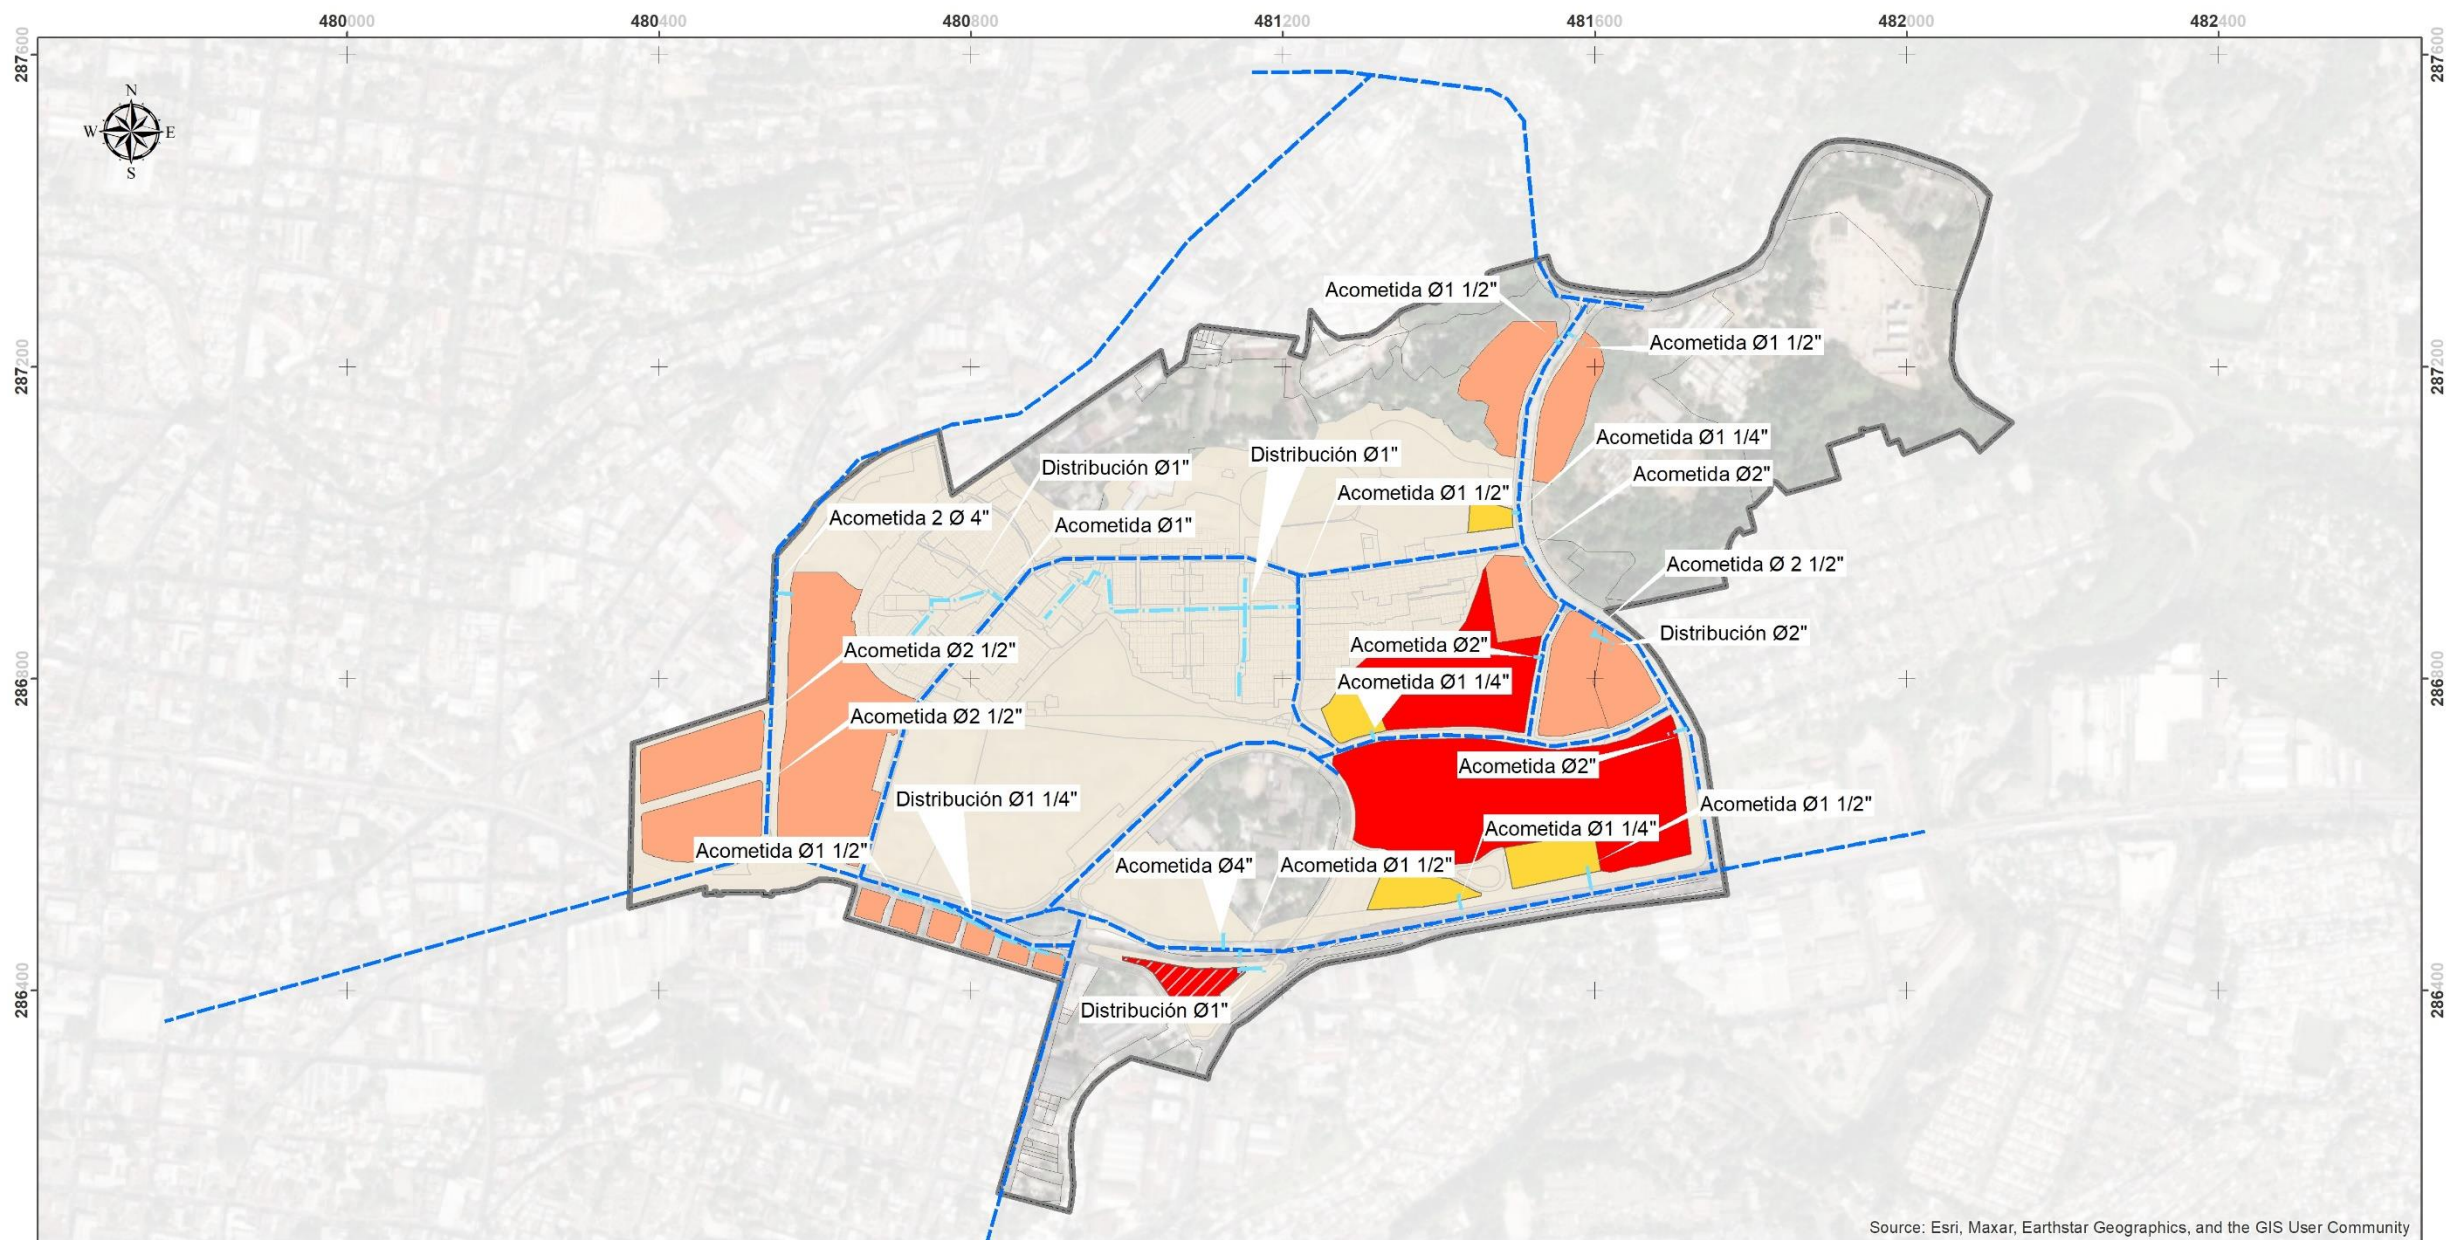 480000 480400 480800 481200 481600 482000 482400
287600 287600
N
W E
S
Acometida Ø1 1/2"
Acometida Ø1 1/2"
287200 287200
Acometida Ø1 1/4"
Distribución Ø1"
Distribución Ø1"
Acometida Ø2"
Acometida Ø1 1/2"
Acometida 2 Ø 4"
Acometida Ø1"
Acometida Ø 2 1/2"
Distribución Ø2"
Acometida Ø2"
Acometida Ø2 1/2"
286800 286800
Acometida Ø1 1/4"
Acometida Ø2 1/2"
Acometida Ø2"
Distribución Ø1 1/4"
Acometida Ø1 1/2"
Acometida Ø1 1/4"
Acometida Ø1 1/2"
Acometida Ø4"
Acometida Ø1 1/2"
286400 286400
Distribución Ø1"
Source: Esri, Maxar, Earthstar Geographics, and the GIS User Community